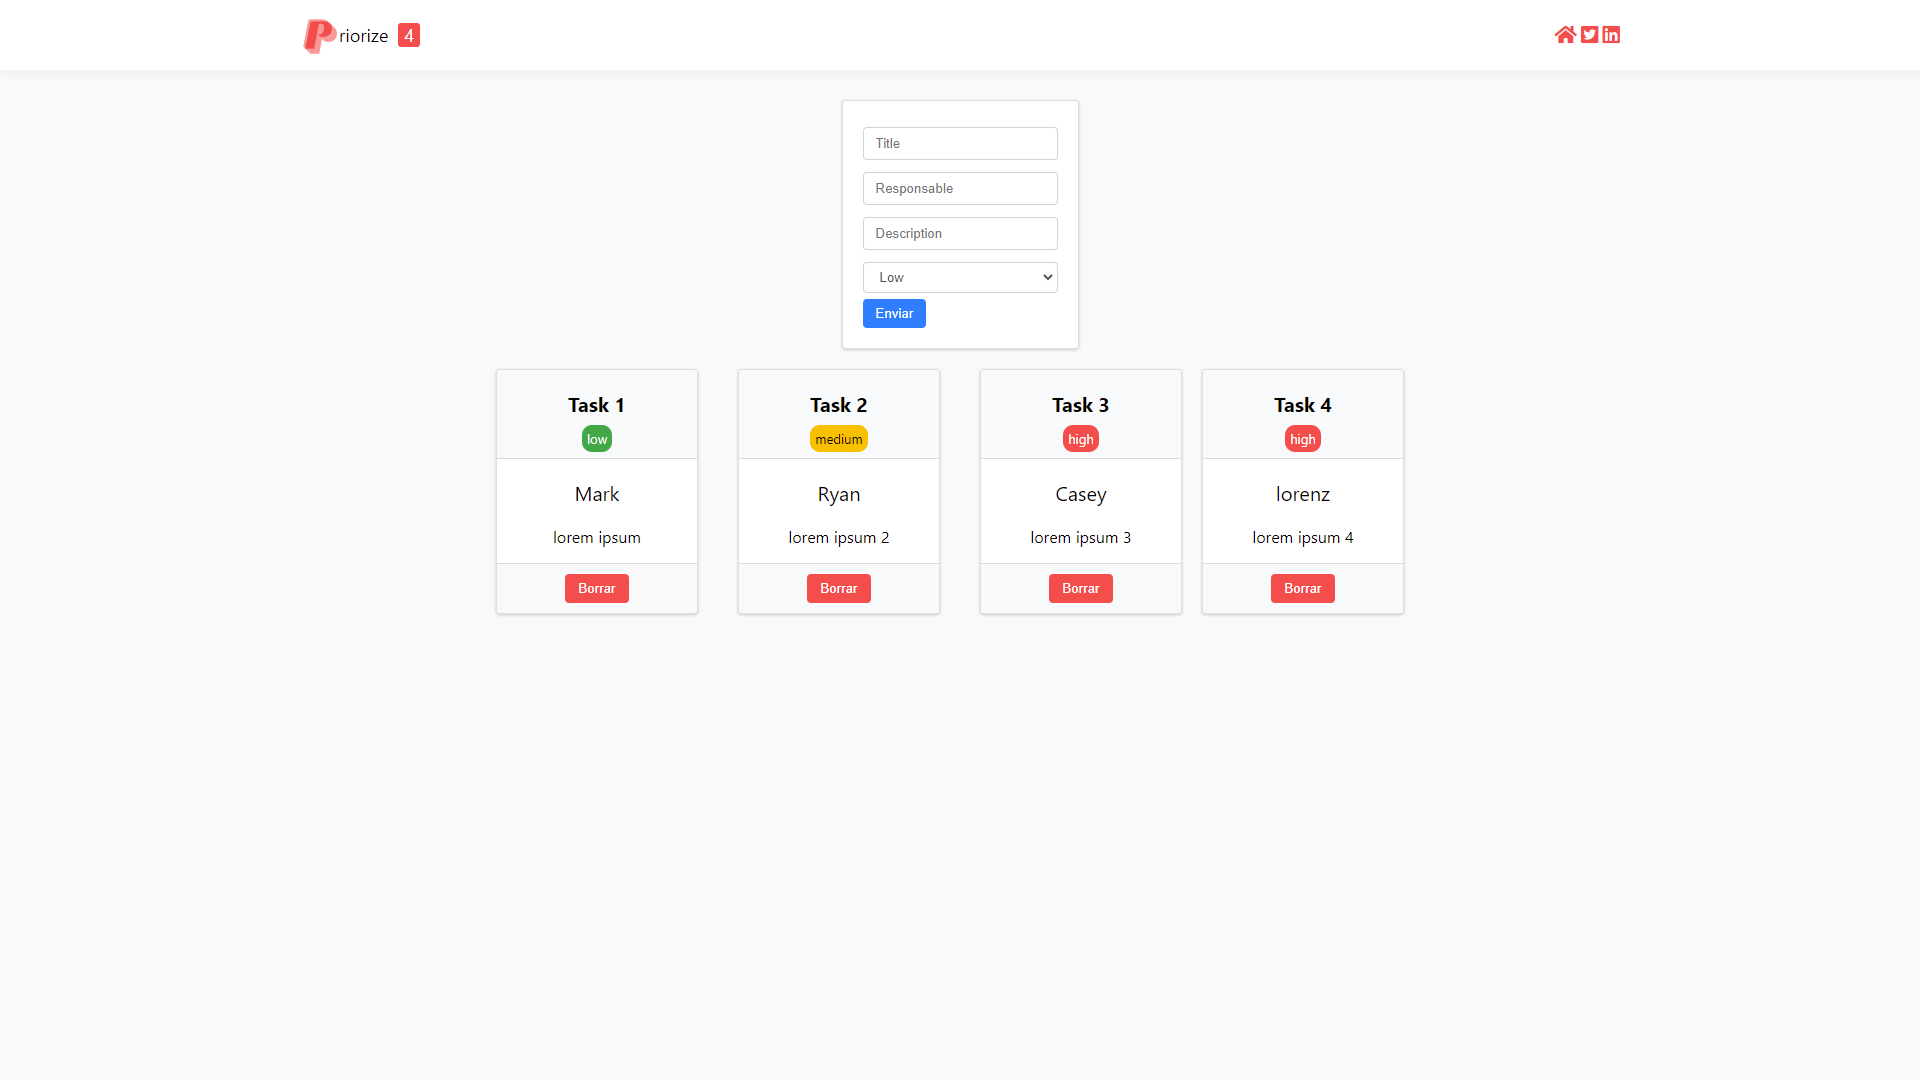 Priorize 4
Title
Responsable
Description
Low
Enviar
Task 1
low
Mark
lorem ipsum
Borrar
Task 2
medium
Ryan
lorem ipsum 2
Borrar
Task 3
high
Casey
lorem ipsum 3
Borrar
Task 4
high
lorenz
lorem ipsum 4
Borrar